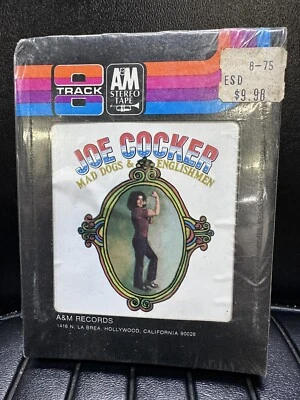 8
TRACK
A&M
STEREO
TAPE
8-75
ESD
$9.98
JOE COCKER
MAD DOGS & ENGLISHMEN
A&M RECORDS
1416 N. LA BREA, HOLLYWOOD, CALIFORNIA 90028